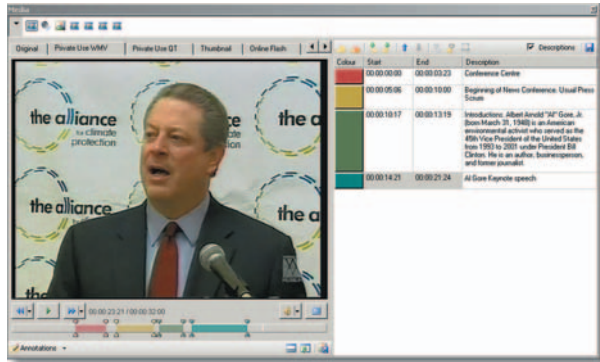 Media
Original Private Use WMV Private Use QT Thumbnail Online Flash
Descriptions
Colour Start End Description
00:00:00:00 00:00:03:23 Conference Centre
00:00:05:06 00:00:10:00 Beginning of News Conference. Usual Press
Scrum
00:00:10:17 00:00:13:19 Introductions. Albert Arnold "Al" Gore, Jr.
(born March 31, 1948) is an American
environmental activist who served as the
45th Vice President of the United States
from 1993 to 2001 under President Bill
Clinton. He is an author, businessperson,
and former journalist.
00:00:14:21 00:00:21:24 Al Gore Keynote speech
the alliance
for climate
protection
ce
ate
n
the a
the alliance
the a
the
00:00:23:21 / 00:00:32:00
Annotations